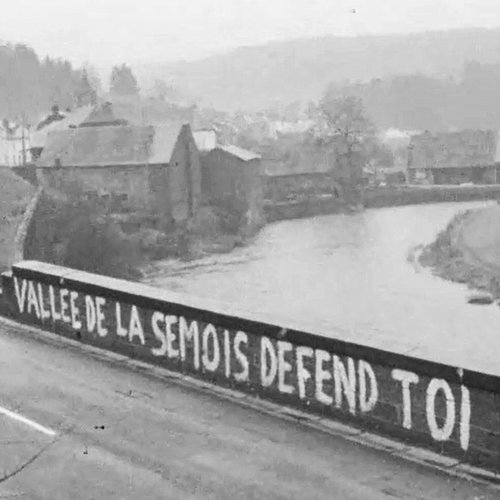 VALLÉE DE LA SEMOIS DEFEND TOI